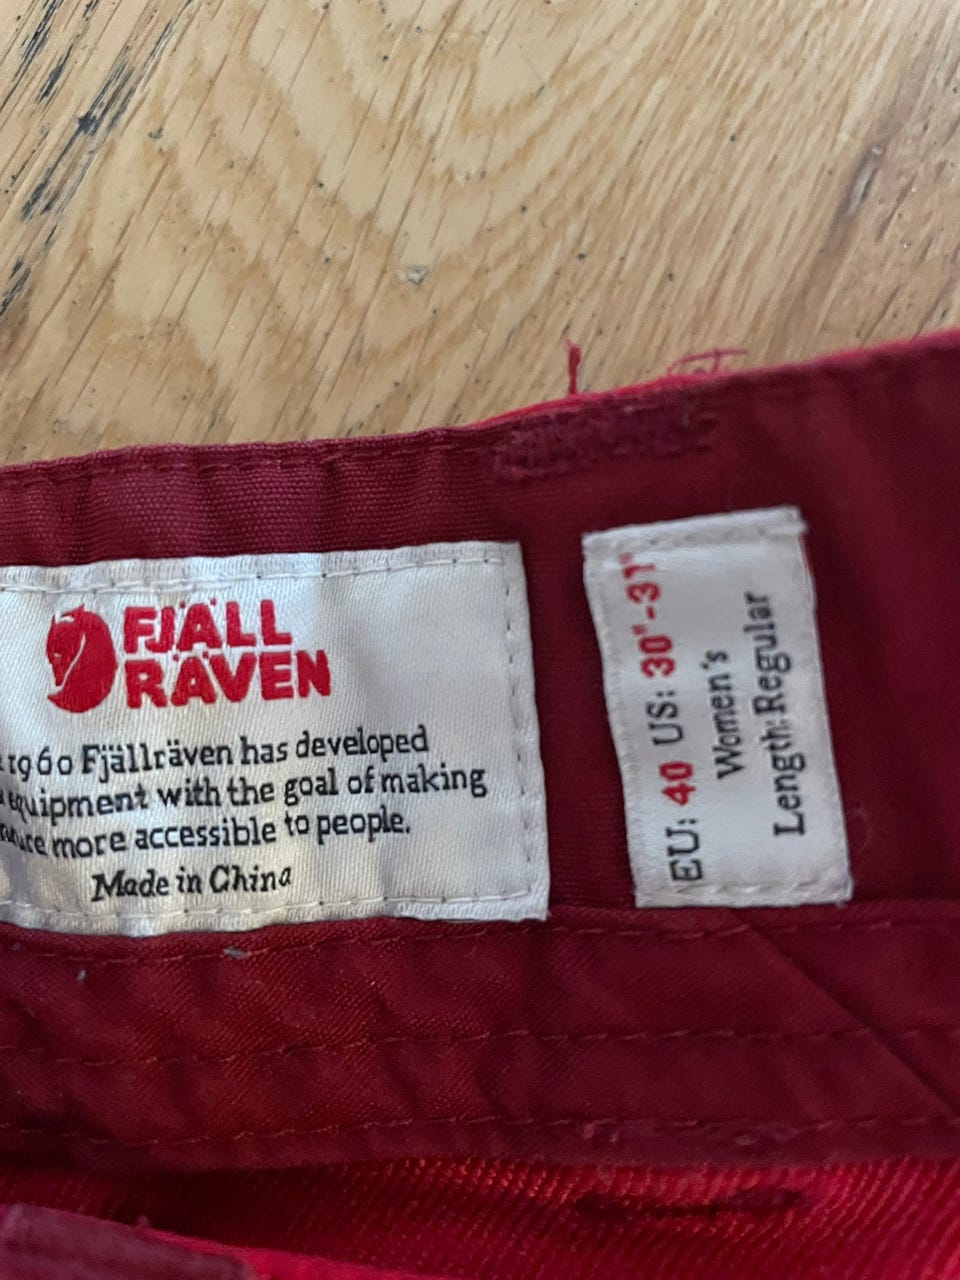 FJÄLL
RÄVEN
1960 Fjällräven has developed
equipment with the goal of making
more accessible to people.
Made in China
EU: 40 US: 30"-31"
Women's
Length: Regular